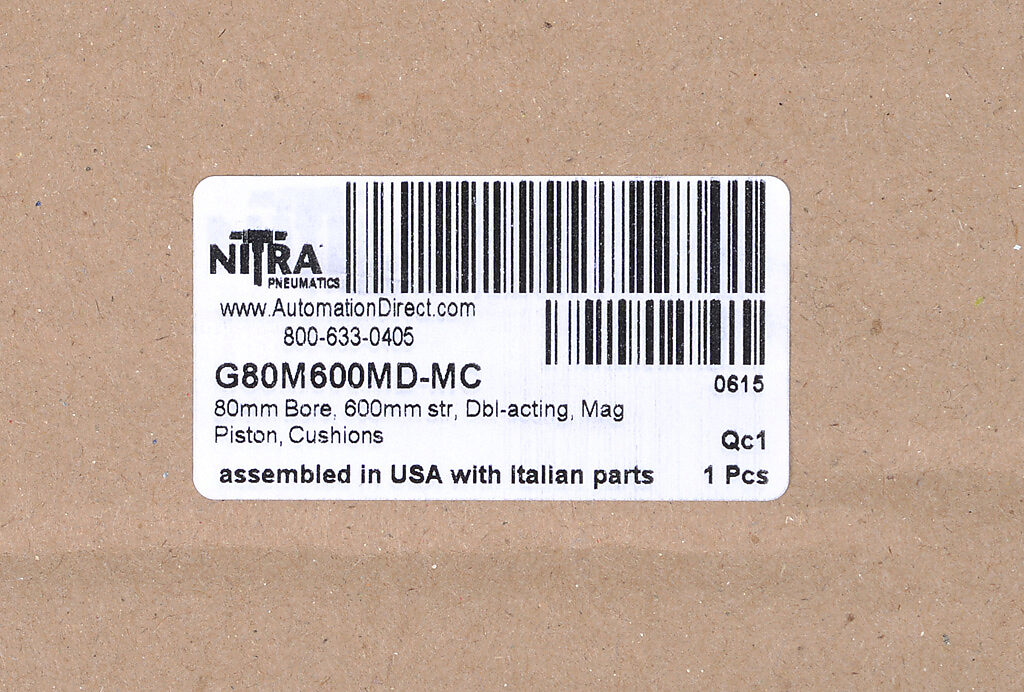 NITRA
PNEUMATICS
www.AutomationDirect.com
800-633-0405
G80M600MD-MC
0615
80mm Bore, 600mm str, Dbl-acting, Mag
Piston, Cushions
Qc1
assembled in USA with Italian parts
1 Pcs